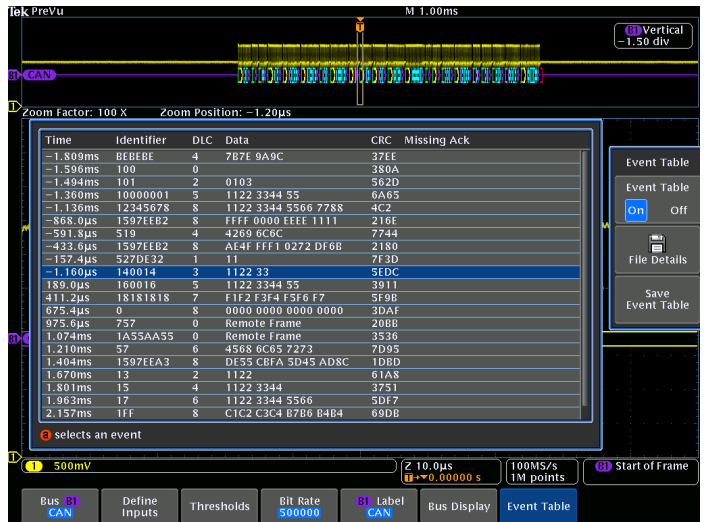 Tek PreVu M 1.00ms
T
B1 Vertical
−1.50 div
B1 CAN
1
Zoom Factor: 100 X Zoom Position: −1.20µs
Time Identifier DLC Data CRC Missing Ack
−1.809ms BEBEBE 4 7B7E 9A9C 37EE
−1.596ms 100 0 380A
−1.494ms 101 2 0103 562D
−1.360ms 10000001 5 1122 3344 55 6A65
−1.136ms 12345678 8 1122 3344 5566 7788 4C2
−868.0µs 1597EEB2 8 FFFF 0000 EEEE 1111 216E
−591.8µs 519 4 4269 6C6C 7744
−433.6µs 1597EEB2 8 AE4F FFF1 0272 DF6B 2180
−157.4µs 527DE32 1 11 7F3D
−1.160µs 140014 3 1122 33 5EDC
189.0µs 160016 5 1122 3344 55 3911
411.2µs 18181818 7 F1F2 F3F4 F5F6 F7 5F9B
675.4µs 0 8 0000 0000 0000 0000 3DAF
975.6µs 757 0 Remote Frame 20BB
1.074ms 1A55AA55 0 Remote Frame 3536
1.210ms 57 6 4568 6C65 7273 7D95
1.404ms 1597EEA3 8 DE55 CBFA 5D45 AD8C 1DBD
1.670ms 13 2 1122 61A8
1.801ms 15 4 1122 3344 3751
1.963ms 17 6 1122 3344 5566 5DF7
2.157ms 1FF 8 C1C2 C3C4 B7B6 B4B4 69DB
a selects an event
Event Table
Event Table
On Off
File Details
Save
Event Table
B1
1
1 500mV
Z 10.0µs
T→▼0.00000 s
100MS/s
1M points
B1 Start of Frame
Bus B1
CAN
Define
Inputs
Thresholds
Bit Rate
500000
B1 Label
CAN
Bus Display
Event Table